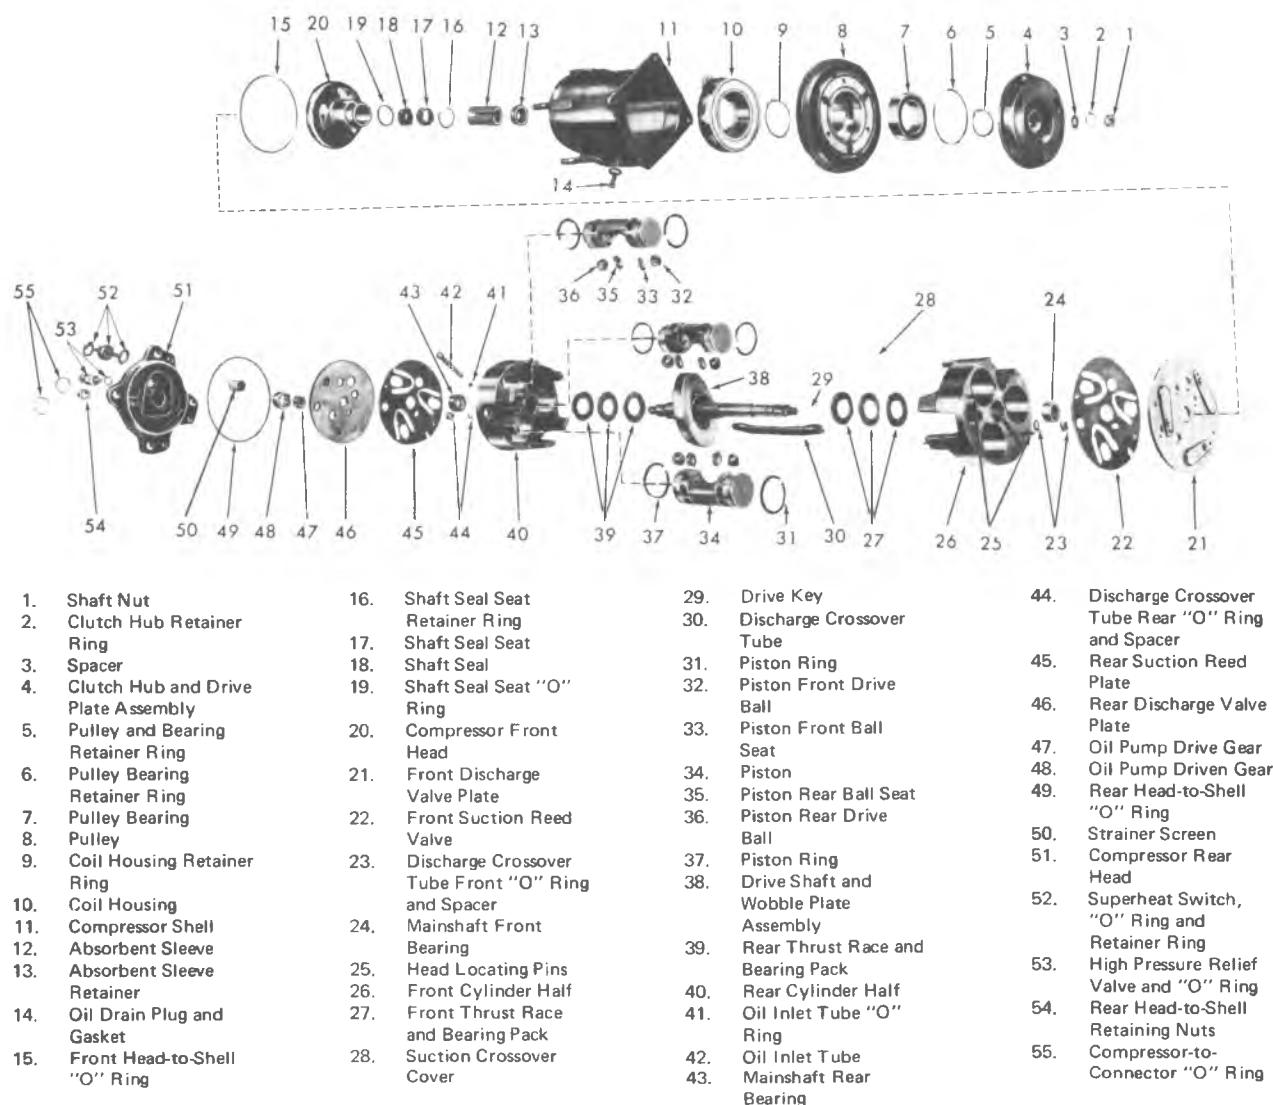 15 20 19 18 17 16 12 13 11 10 9 8 7 6 5 4 3 2 1
14
36 35 33 32
55 52 51 43 42 41 28 24
53
38 29
54
50 49 48 47 46 45 44 40 39 37 34 31 30 27 26 25 23 22 21
1. Shaft Nut
2. Clutch Hub Retainer
Ring
3. Spacer
4. Clutch Hub and Drive
Plate Assembly
5. Pulley and Bearing
Retainer Ring
6. Pulley Bearing
Retainer Ring
7. Pulley Bearing
8. Pulley
9. Coil Housing Retainer
Ring
10. Coil Housing
11. Compressor Shell
12. Absorbent Sleeve
13. Absorbent Sleeve
Retainer
14. Oil Drain Plug and
Gasket
15. Front Head-to-Shell
"O" Ring
16. Shaft Seal Seat
Retainer Ring
17. Shaft Seal Seat
18. Shaft Seal
19. Shaft Seal Seat "O"
Ring
20. Compressor Front
Head
21. Front Discharge
Valve Plate
22. Front Suction Reed
Valve
23. Discharge Crossover
Tube Front "O" Ring
and Spacer
24. Mainshaft Front
Bearing
25. Head Locating Pins
26. Front Cylinder Half
27. Front Thrust Race
and Bearing Pack
28. Suction Crossover
Cover
29. Drive Key
30. Discharge Crossover
Tube
31. Piston Ring
32. Piston Front Drive
Ball
33. Piston Front Ball
Seat
34. Piston
35. Piston Rear Ball Seat
36. Piston Rear Drive
Ball
37. Piston Ring
38. Drive Shaft and
Wobble Plate
Assembly
39. Rear Thrust Race and
Bearing Pack
40. Rear Cylinder Half
41. Oil Inlet Tube "O"
Ring
42. Oil Inlet Tube
43. Mainshaft Rear
Bearing
44. Discharge Crossover
Tube Rear "O" Ring
and Spacer
45. Rear Suction Reed
Plate
46. Rear Discharge Valve
Plate
47. Oil Pump Drive Gear
48. Oil Pump Driven Gear
49. Rear Head-to-Shell
"O" Ring
50. Strainer Screen
51. Compressor Rear
Head
52. Superheat Switch,
"O" Ring and
Retainer Ring
53. High Pressure Relief
Valve and "O" Ring
54. Rear Head-to-Shell
Retaining Nuts
55. Compressor-to-
Connector "O" Ring